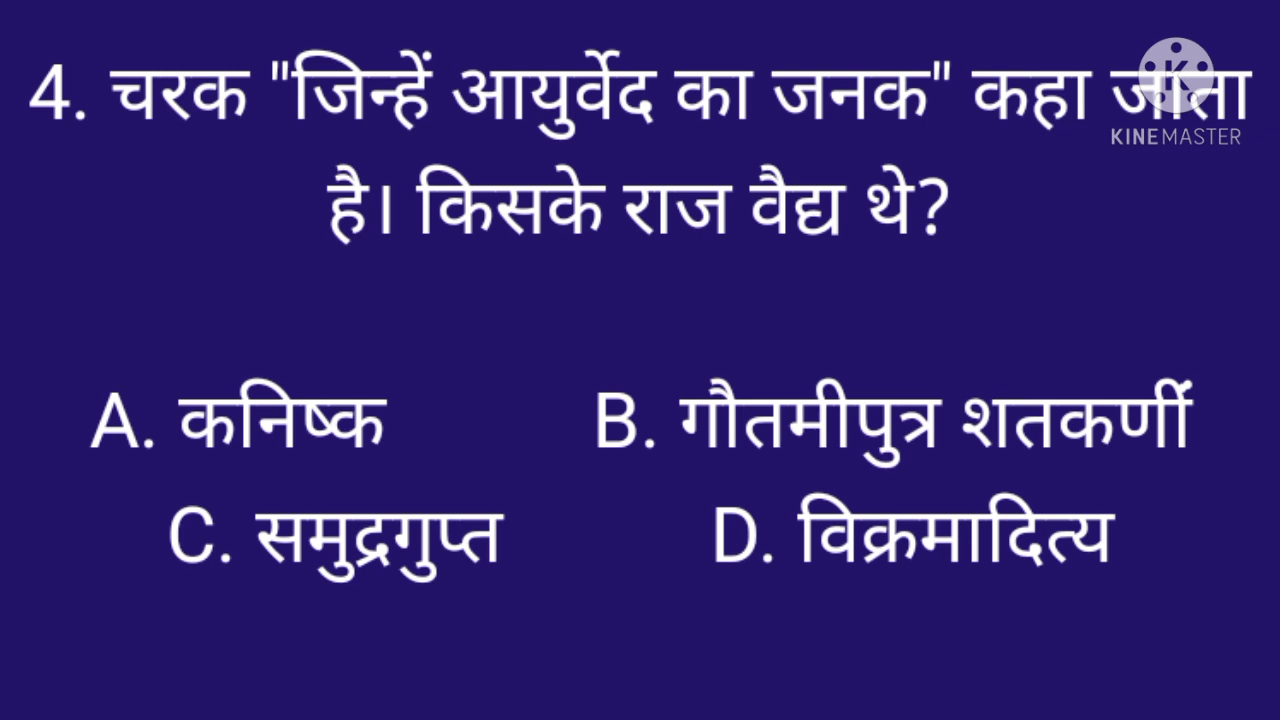 4. चरक "जिन्हें आयुर्वेद का जनक" कहा जाता
KINEMASTER
है। किसके राज वैद्य थे?
A. कनिष्क B. गौतमीपुत्र शतकर्णी
C. समुद्रगुप्त D. विक्रमादित्य